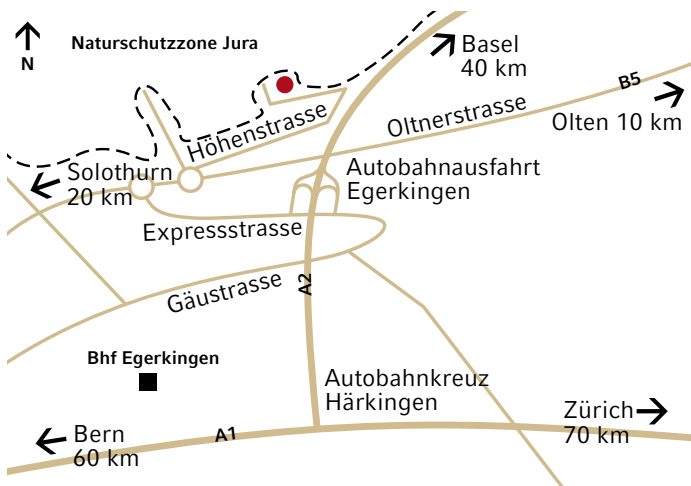 Naturschutzzone Jura
N
Basel
40 km
B5
Olten 10 km
Oltnerstrasse
Höhenstrasse
Solothurn
20 km
Autobahnausfahrt
Egerkingen
Expressstrasse
Gäustrasse
A2
Bhf Egerkingen
Autobahnkreuz
Härkingen
Zürich
70 km
Bern
60 km
A1